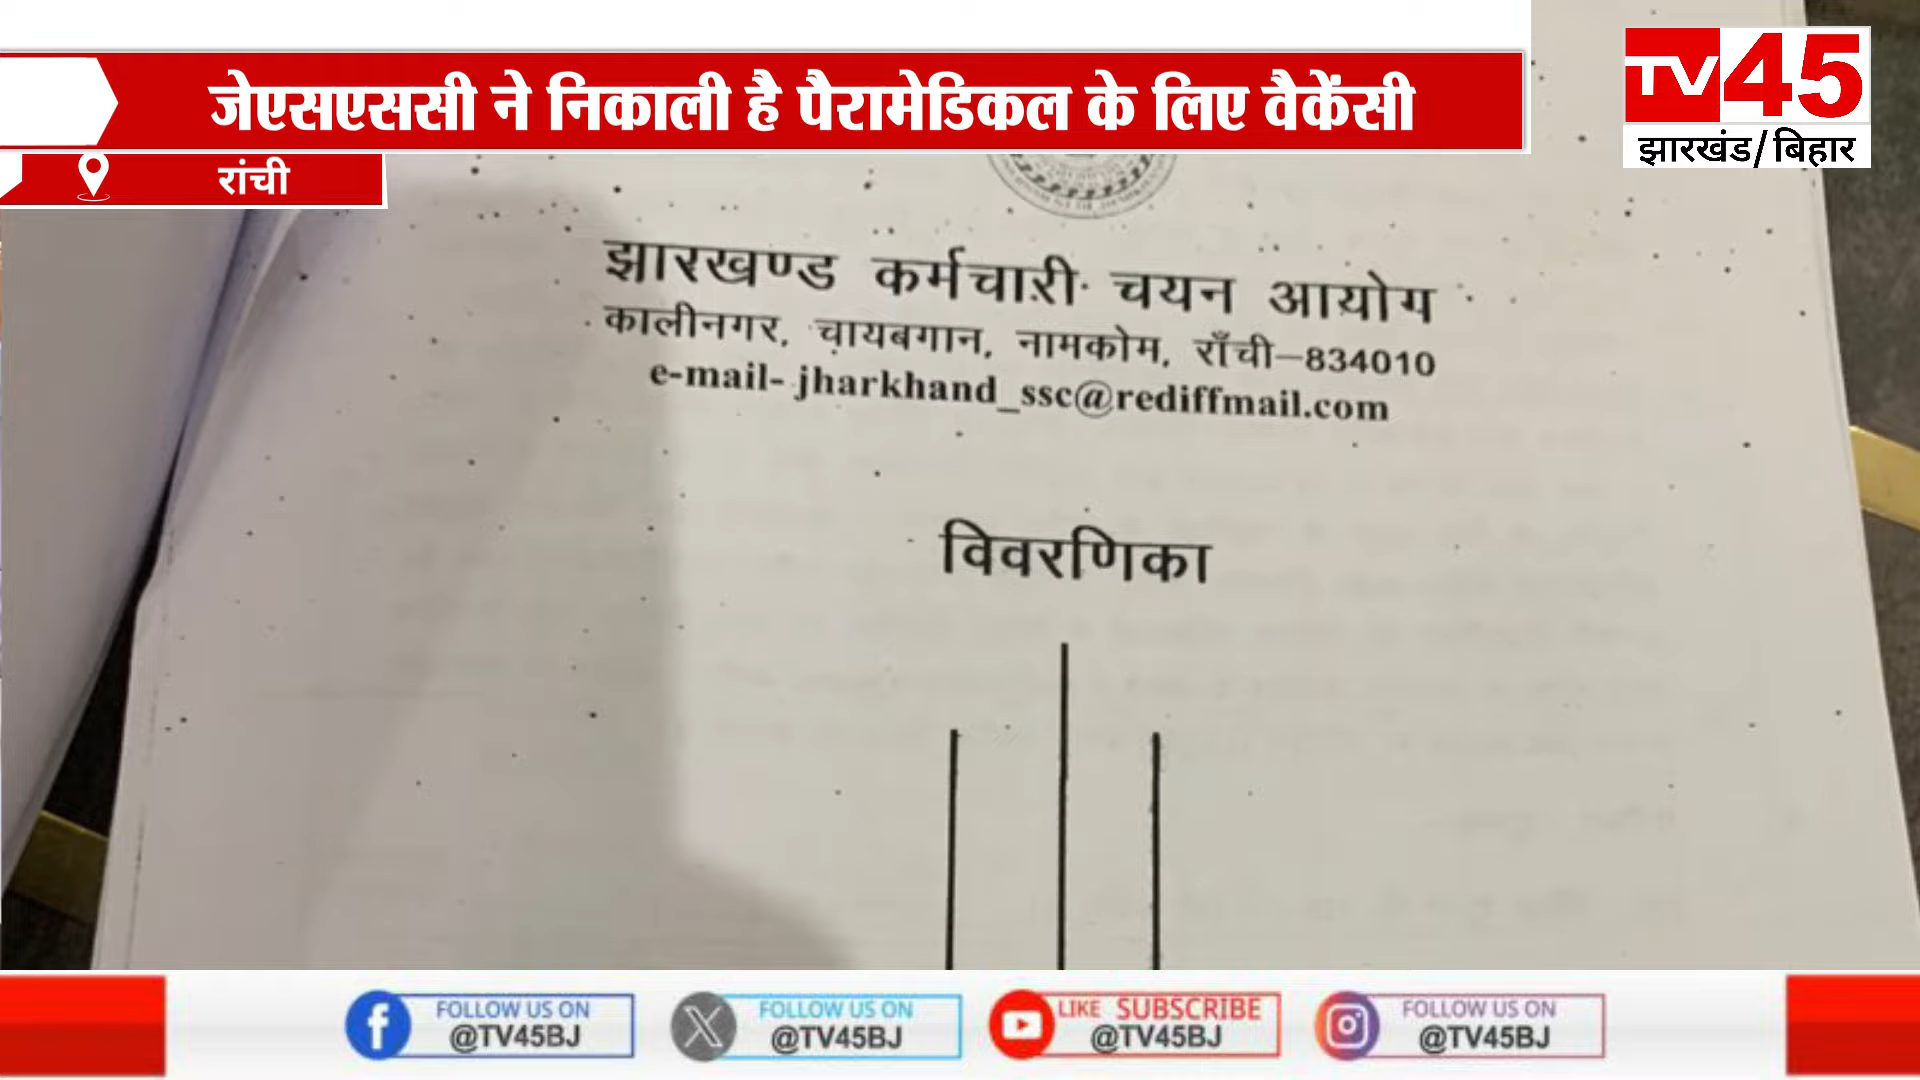 जेएसएससी ने निकाली है पैरामेडिकल के लिए वैकेंसी
TV45
झारखंड/बिहार
रांची
झारखण्ड कर्मचारी चयन आयोग
कालीनगर, चायबगान, नामकोम, राँची–834010
e-mail- jharkhand_ssc@rediffmail.com
विवरणिका
FOLLOW US ON
@TV45BJ
FOLLOW US ON
@TV45BJ
LIKE SUBSCRIBE
@TV45BJ
FOLLOW US ON
@TV45BJ